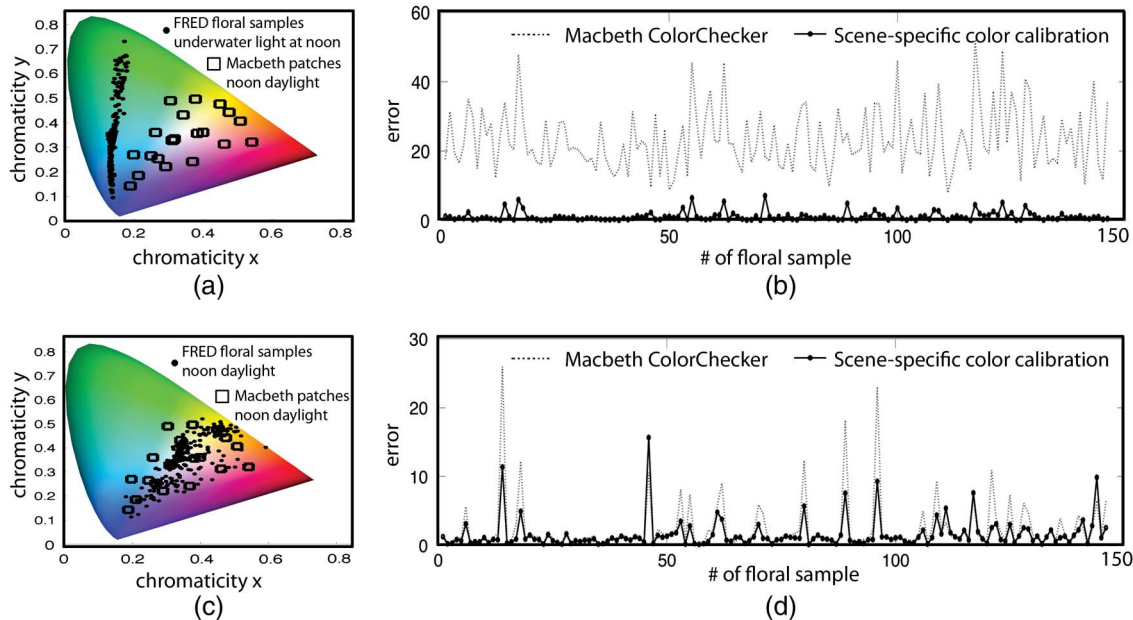 FRED floral samples
underwater light at noon
Macbeth patches
noon daylight
chromaticity y
0.8
0.7
0.6
0.5
0.4
0.3
0.2
0.1
0
0
0.2
0.4
0.6
0.8
chromaticity x
(a)
60
40
20
0
error
Macbeth ColorChecker
Scene-specific color calibration
0
50
100
150
# of floral sample
(b)
FRED floral samples
noon daylight
Macbeth patches
noon daylight
chromaticity y
0.8
0.7
0.6
0.5
0.4
0.3
0.2
0.1
0
0
0.2
0.4
0.6
0.8
chromaticity x
(c)
30
20
10
0
error
Macbeth ColorChecker
Scene-specific color calibration
0
50
100
150
# of floral sample
(d)